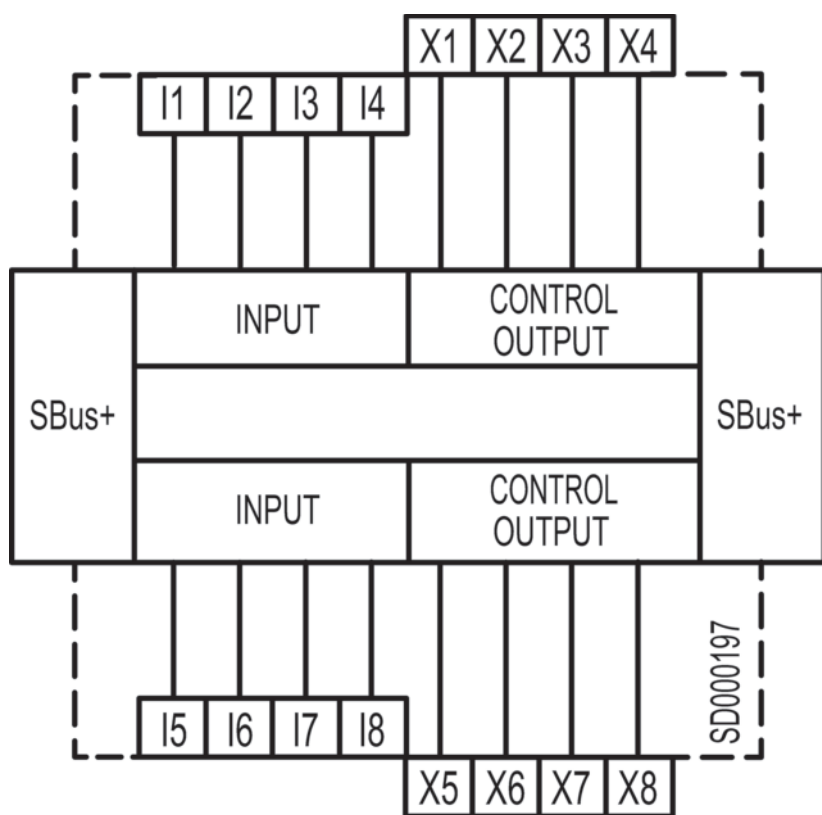 X1 X2 X3 X4
I1 I2 I3 I4
INPUT
CONTROL
OUTPUT
SBus+
SBus+
INPUT
CONTROL
OUTPUT
SD000197
I5 I6 I7 I8
X5 X6 X7 X8